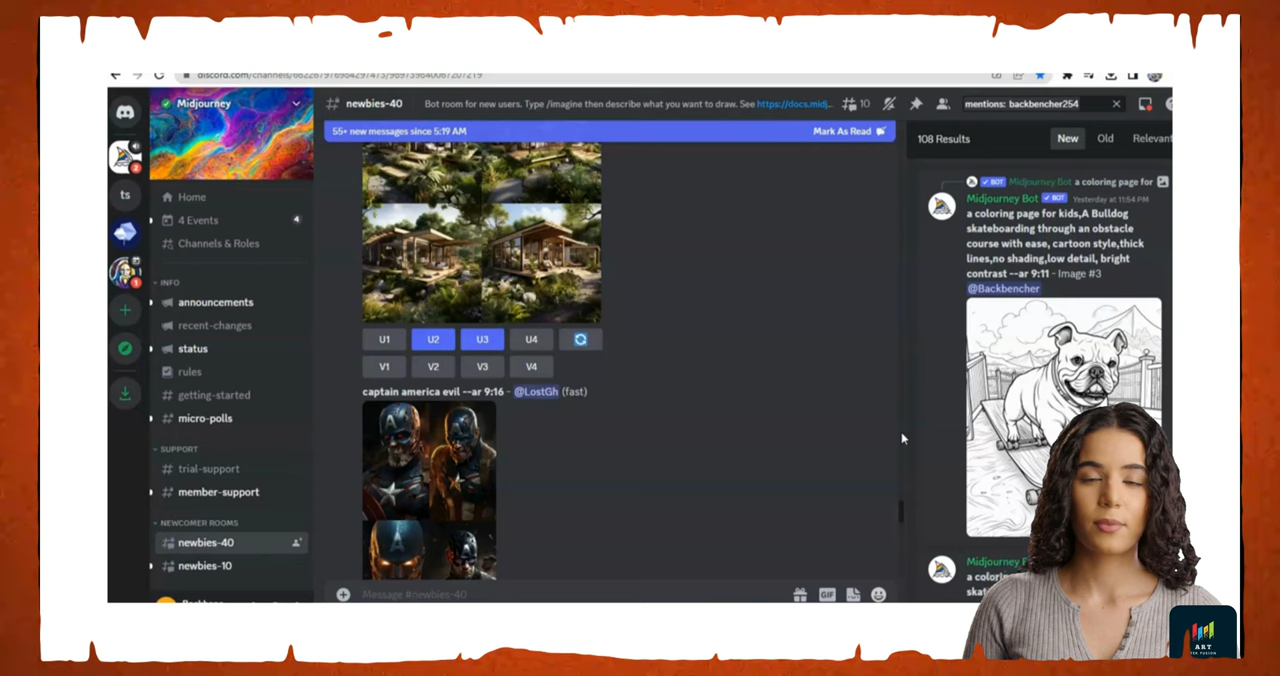 Midjourney
newbies-40
Bot room for new users. Type /imagine then describe what you want to draw. See https://docs.midj...
10
mentions: backbencher254
55+ new messages since 5:19 AM
Mark As Read
108 Results
New
Old
Relevant
2
ts
1
Home
4 Events
4
Channels & Roles
INFO
announcements
recent-changes
status
rules
getting-started
micro-polls
SUPPORT
trial-support
member-support
NEWCOMER ROOMS
newbies-40
newbies-10
U1
U2
U3
U4
V1
V2
V3
V4
captain america evil --ar 9:16 - @LostGh (fast)
Message #newbies-40
GIF
BOT Midjourney Bot a coloring page for
Midjourney Bot BOT Yesterday at 11:54 PM
a coloring page for kids,A Bulldog
skateboarding through an obstacle
course with ease, cartoon style,thick
lines,no shading,low detail, bright
contrast --ar 9:11 - Image #3
@Backbencher
Midjourney
ART